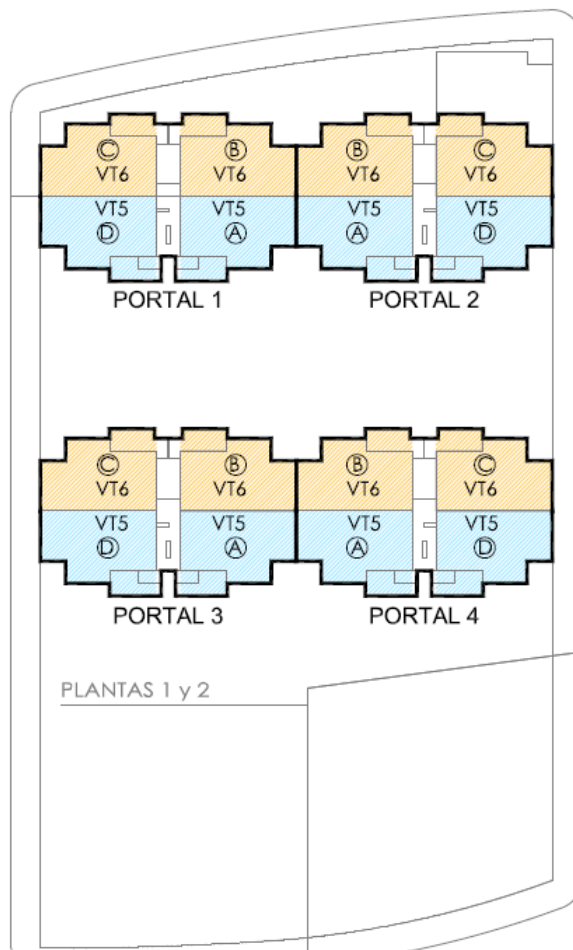 C B B C
VT6 VT6 VT6 VT6
VT5 VT5 VT5 VT5
D A A D
PORTAL 1 PORTAL 2
C B B C
VT6 VT6 VT6 VT6
VT5 VT5 VT5 VT5
D A A D
PORTAL 3 PORTAL 4
PLANTAS 1 y 2